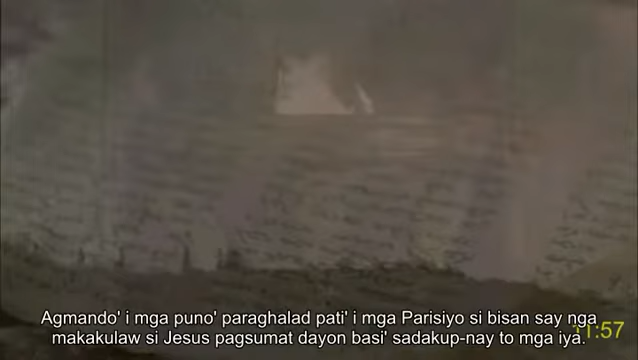 Agmando' i mga puno' paraghalad pati' i mga Parisiyo si bisan say nga
makakulaw si Jesus pagsumat dayon basi' sadakup-nay to mga iya.
11:57